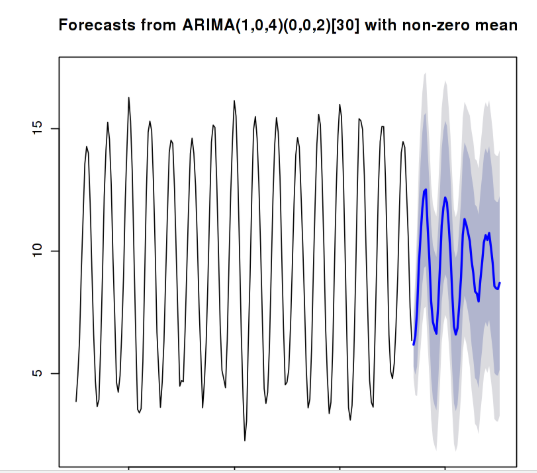 Forecasts from ARIMA(1,0,4)(0,0,2)[30] with non-zero mean
15
10
5